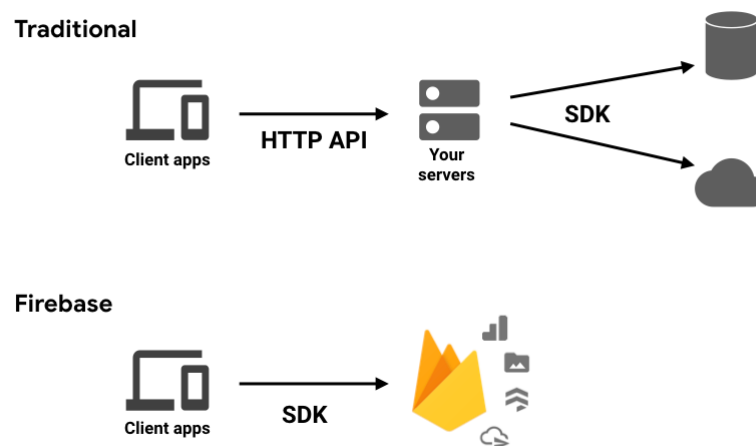 Traditional
Client apps
HTTP API
Your
servers
SDK
Firebase
Client apps
SDK